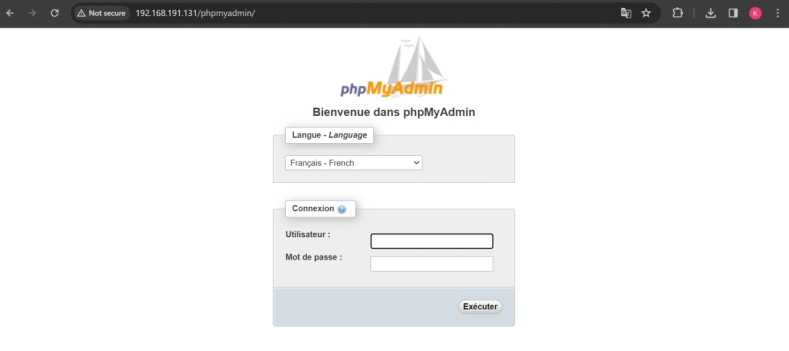 Not secure 192.168.191.131/phpmyadmin/
K
phpMyAdmin
Bienvenue dans phpMyAdmin
Langue - Language
Français - French
Connexion
Utilisateur :
Mot de passe :
Exécuter